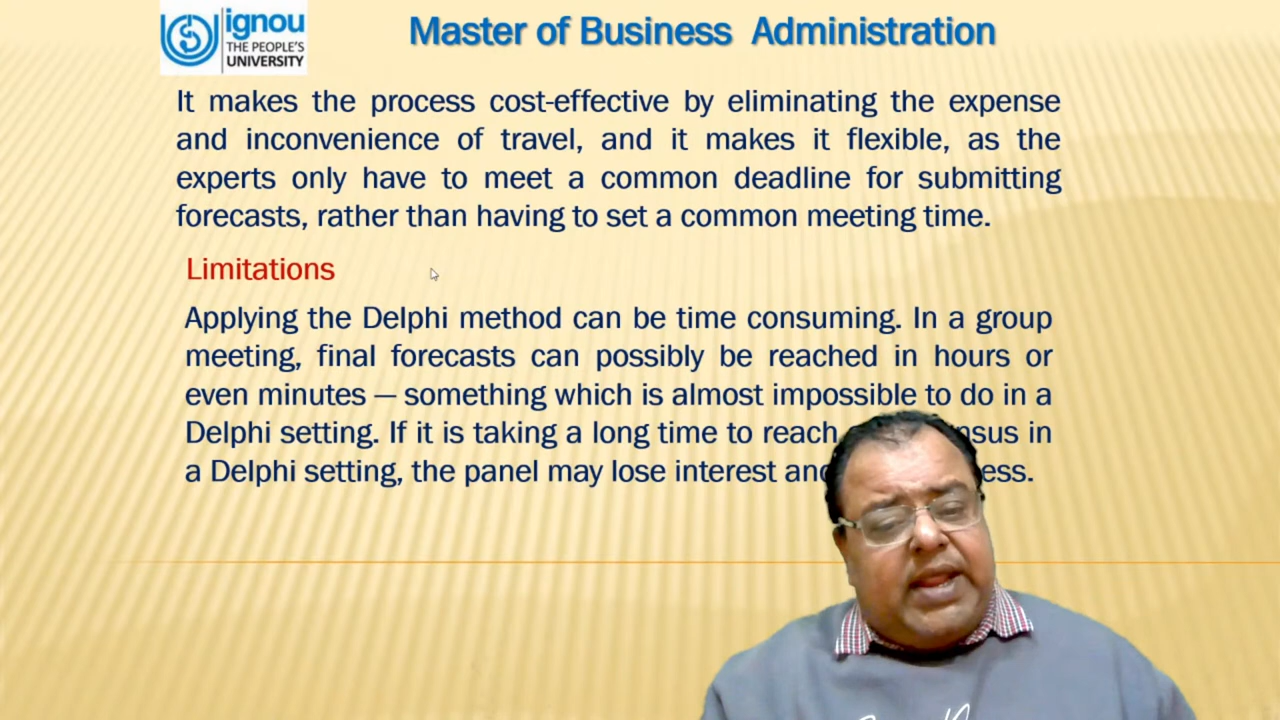 ignou
THE PEOPLE'S
UNIVERSITY
Master of Business Administration
It makes the process cost-effective by eliminating the expense
and inconvenience of travel, and it makes it flexible, as the
experts only have to meet a common deadline for submitting
forecasts, rather than having to set a common meeting time.
Limitations
Applying the Delphi method can be time consuming. In a group
meeting, final forecasts can possibly be reached in hours or
even minutes — something which is almost impossible to do in a
Delphi setting. If it is taking a long time to reach nsus in
a Delphi setting, the panel may lose interest and ess.